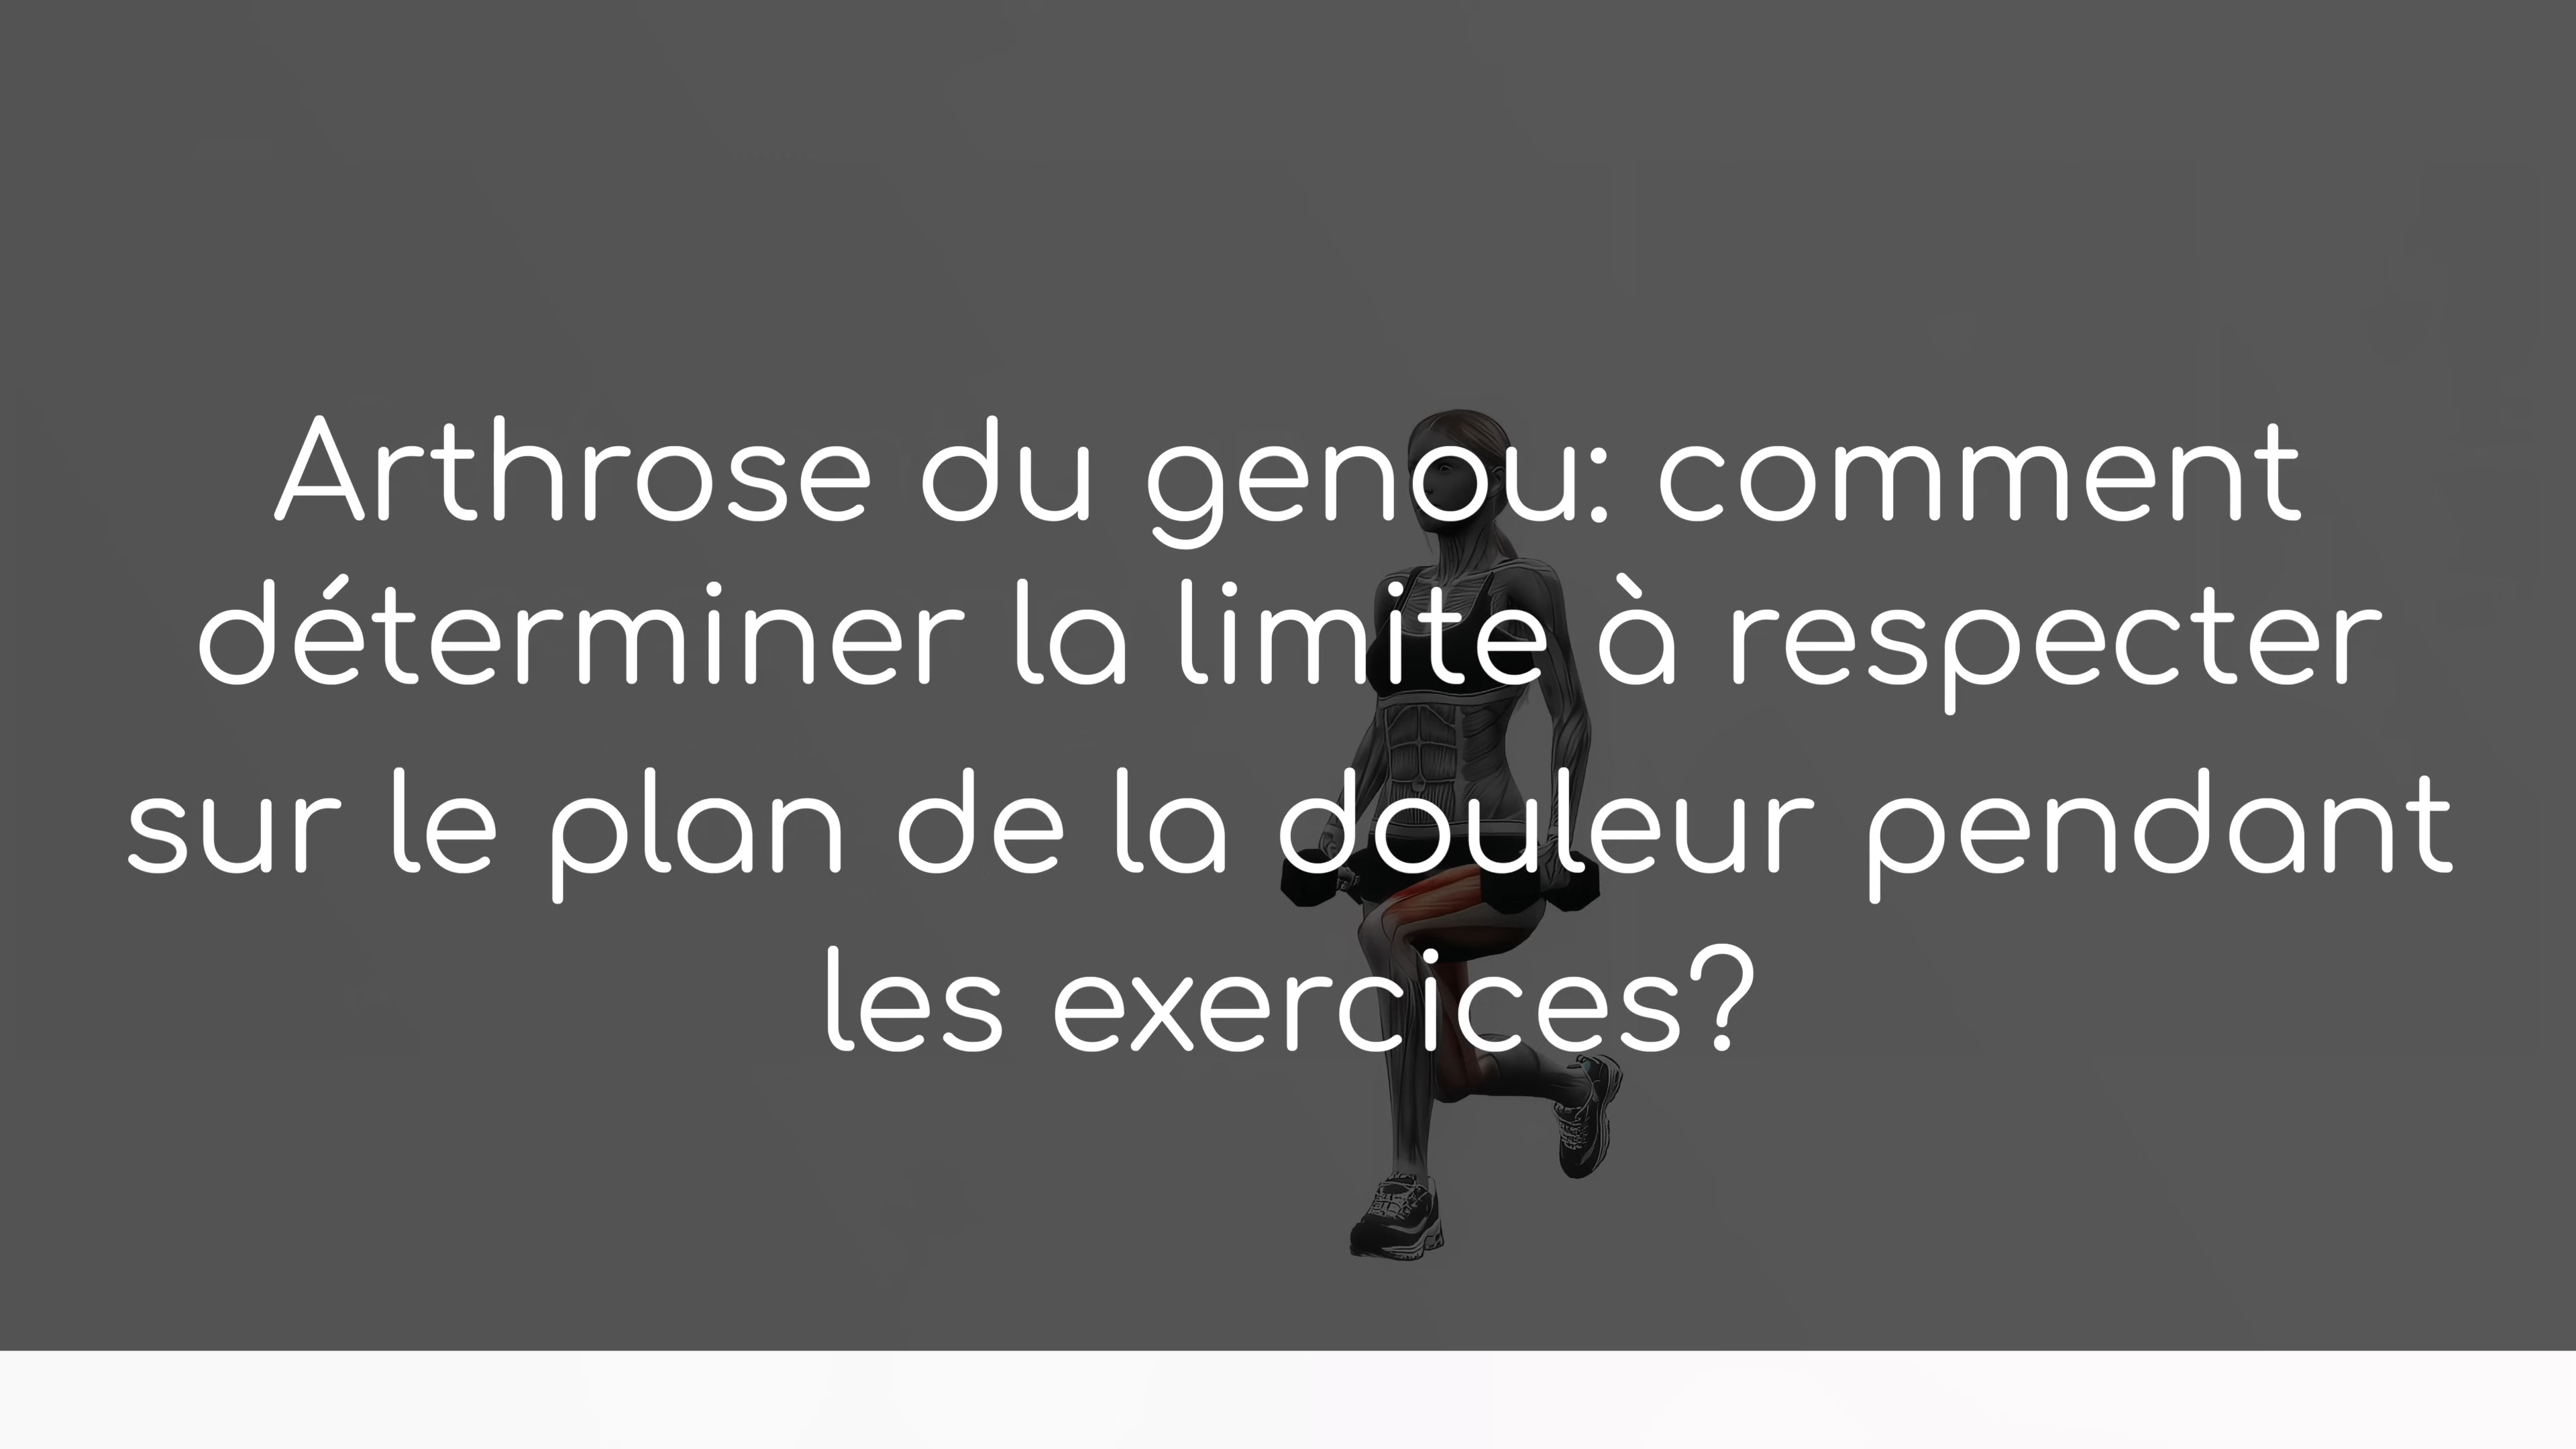 Arthrose du genou: comment
déterminer la limite à respecter
sur le plan de la douleur pendant
les exercices?